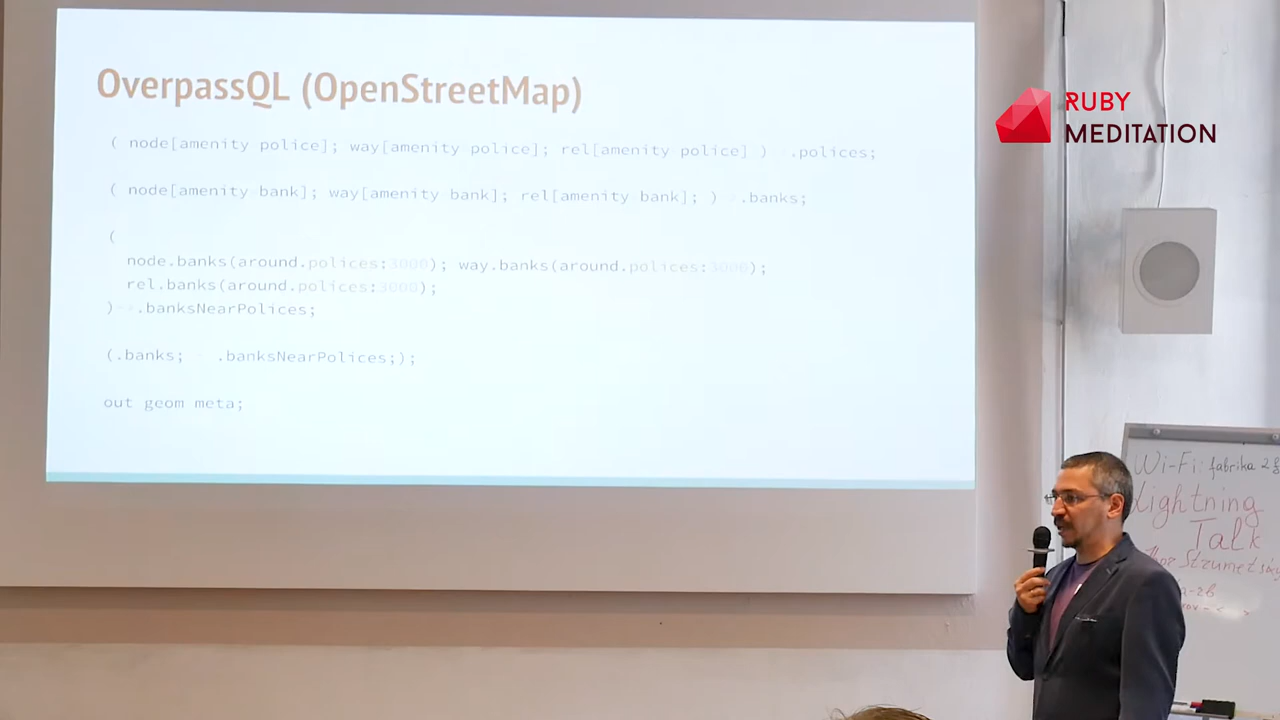 OverpassQL (OpenStreetMap)
( node[amenity police]; way[amenity police]; rel[amenity police] ) .polices;
( node[amenity bank]; way[amenity bank]; rel[amenity bank]; ) .banks;
(
node.banks(around.polices:3000); way.banks(around.polices:3000);
rel.banks(around.polices:3000);
)->.banksNearPolices;
(.banks; - .banksNearPolices;);
out geom meta;
RUBY
MEDITATION
Wi-Fi: fabrika 2
Lightning
Talk